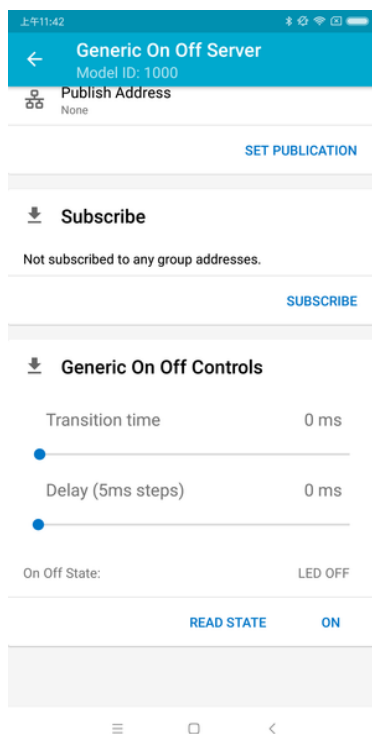 上午11:42
Generic On Off Server
Model ID: 1000
Publish Address
None
SET PUBLICATION
Subscribe
Not subscribed to any group addresses.
SUBSCRIBE
Generic On Off Controls
Transition time 0 ms
Delay (5ms steps) 0 ms
On Off State: LED OFF
READ STATE ON